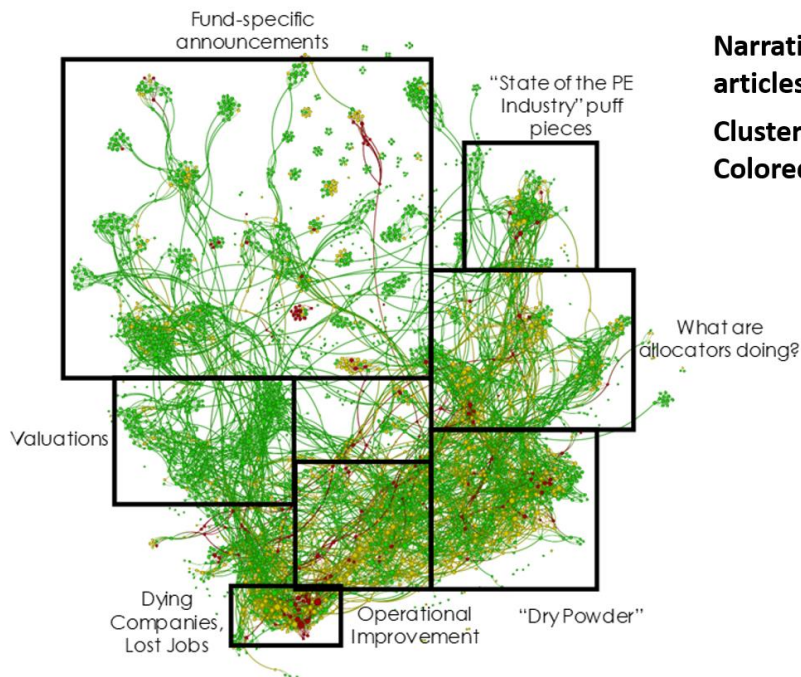 Fund-specific
announcements
"State of the PE
Industry" puff
pieces
articles
Cluster
Colored
What are
allocators doing?
Valuations
Dying
Companies,
Lost Jobs
Operational
Improvement
"Dry Powder"